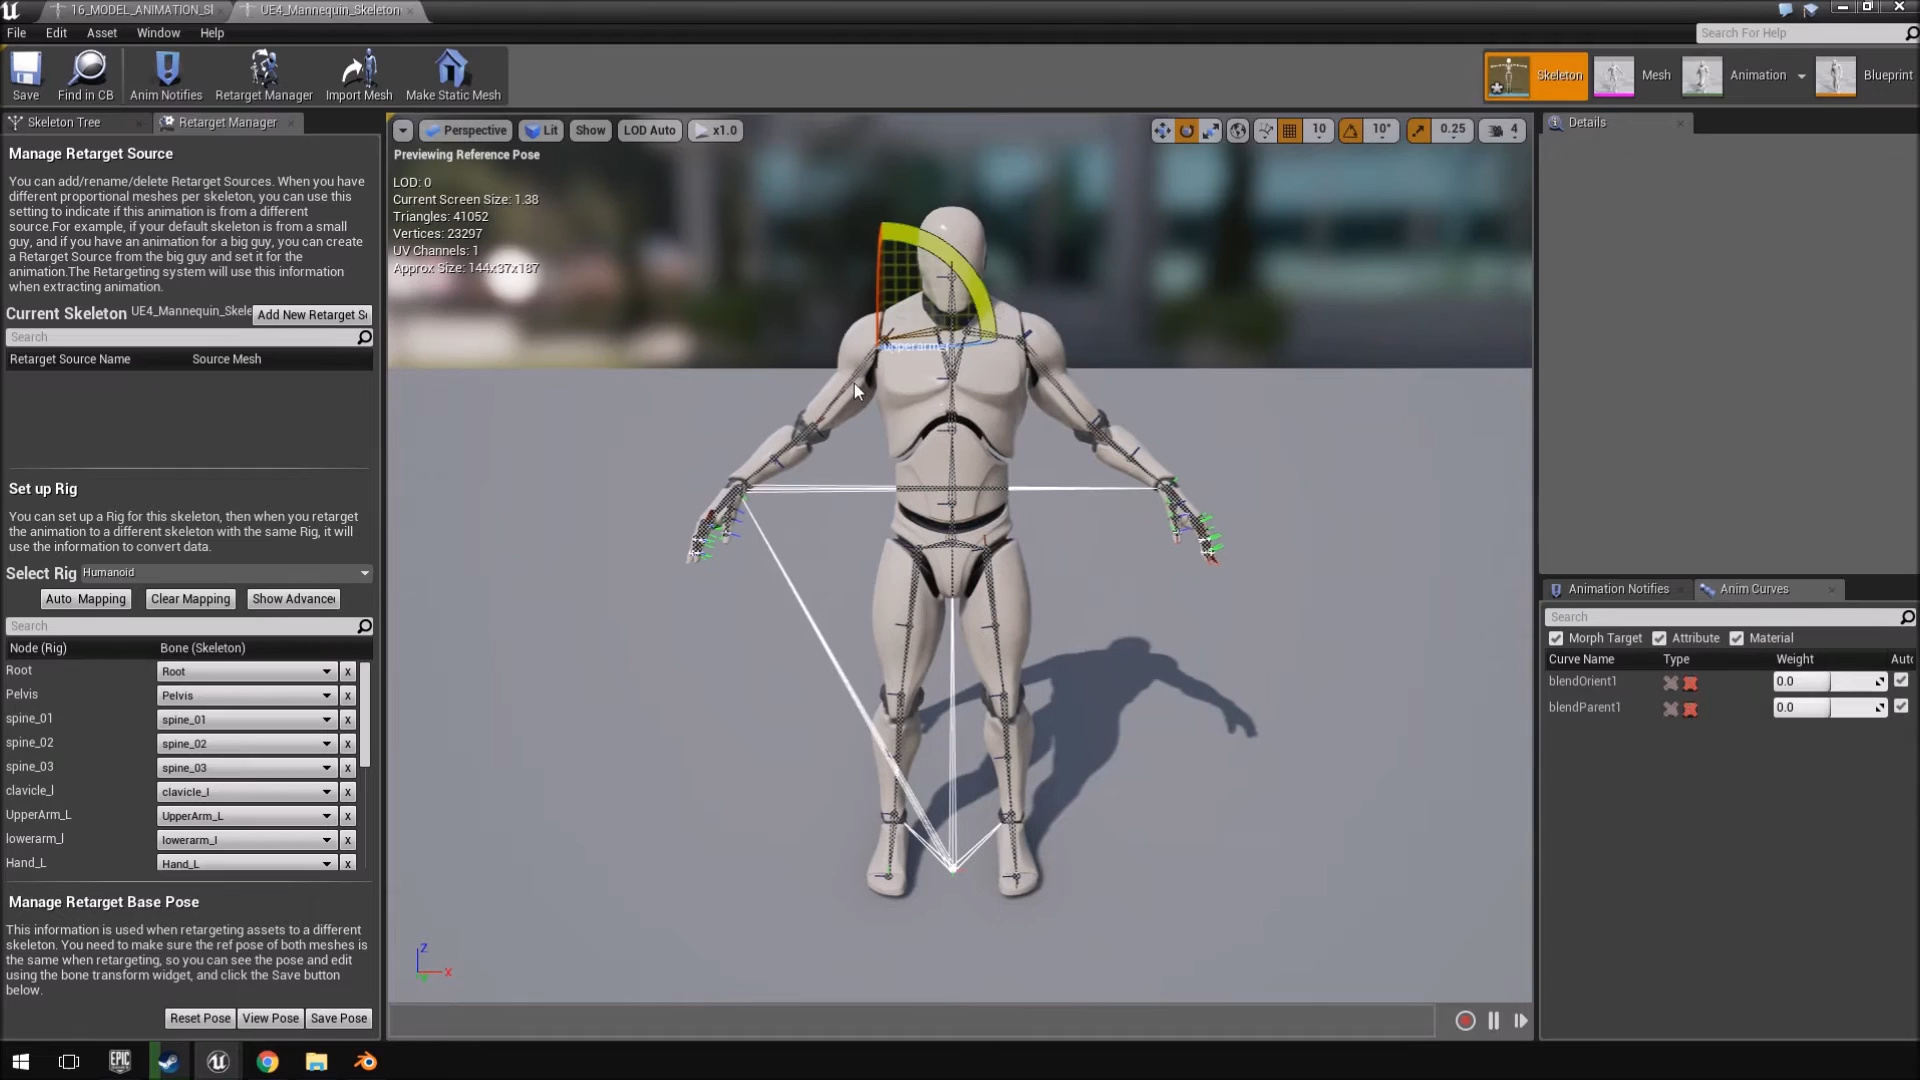 16_MODEL_ANIMATION_S
UE4_Mannequin_Skeleton
File
Edit
Asset
Window
Help
Search For Help
Save
Find in CB
Anim Notifies
Retarget Manager
Import Mesh
Make Static Mesh
Skeleton
Mesh
Animation
Blueprint
Skeleton Tree
Retarget Manager
Manage Retarget Source
You can add/rename/delete Retarget Sources. When you have
different proportional meshes per skeleton, you can use this
setting to indicate if this animation is from a different
source.For example, if your default skeleton is from a small
guy, and if you have an animation for a big guy, you can create
a Retarget Source from the big guy and set it for the
animation.The Retargeting system will use this information
when extracting animation.
Current Skeleton UE4_Mannequin_Skele
Add New Retarget S
Search
Retarget Source Name
Source Mesh
Set up Rig
You can set up a Rig for this skeleton, then when you retarget
the animation to a different skeleton with the same Rig, it will
use the information to convert data.
Select Rig Humanoid
Auto Mapping
Clear Mapping
Show Advanced
Search
Node (Rig)
Bone (Skeleton)
Root
Root
x
Pelvis
Pelvis
x
spine_01
spine_01
x
spine_02
spine_02
x
spine_03
spine_03
x
clavicle_l
clavicle_l
x
UpperArm_L
UpperArm_L
x
lowerarm_l
lowerarm_l
x
Hand_L
Hand_L
x
Manage Retarget Base Pose
This information is used when retargeting assets to a different
skeleton. You need to make sure the ref pose of both meshes is
the same when retargeting, so you can see the pose and edit
using the bone transform widget, and click the Save button
below.
Reset Pose
View Pose
Save Pose
Perspective
Lit
Show
LOD Auto
x1.0
10
10°
0.25
4
Previewing Reference Pose
LOD: 0
Current Screen Size: 1.38
Triangles: 41052
Vertices: 23297
UV Channels: 1
Approx Size: 144x37x187
Z
X
Details
Animation Notifies
Anim Curves
Search
Morph Target
Attribute
Material
Curve Name
Type
Weight
Auto
blendOrient1
0.0
blendParent1
0.0
EPIC